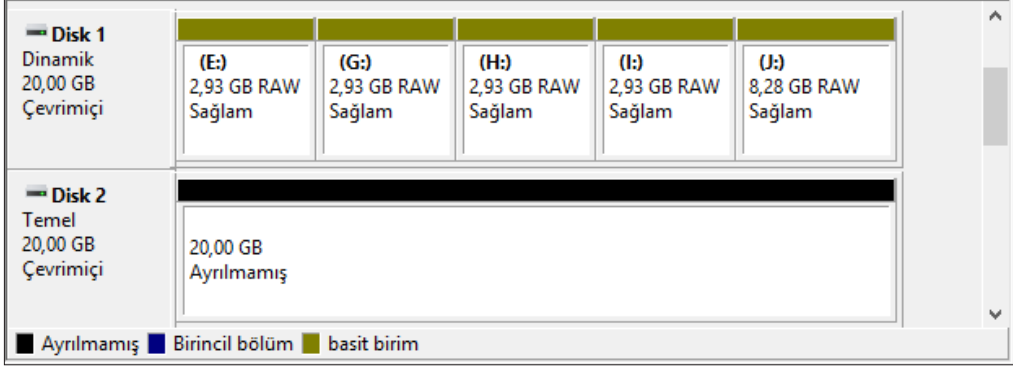 Disk 1
Dinamik
20,00 GB
Çevrimiçi
(E:)
2,93 GB RAW
Sağlam
(G:)
2,93 GB RAW
Sağlam
(H:)
2,93 GB RAW
Sağlam
(I:)
2,93 GB RAW
Sağlam
(J:)
8,28 GB RAW
Sağlam
Disk 2
Temel
20,00 GB
Çevrimiçi
20,00 GB
Ayrılmamış
Ayrılmamış Birincil bölüm basit birim